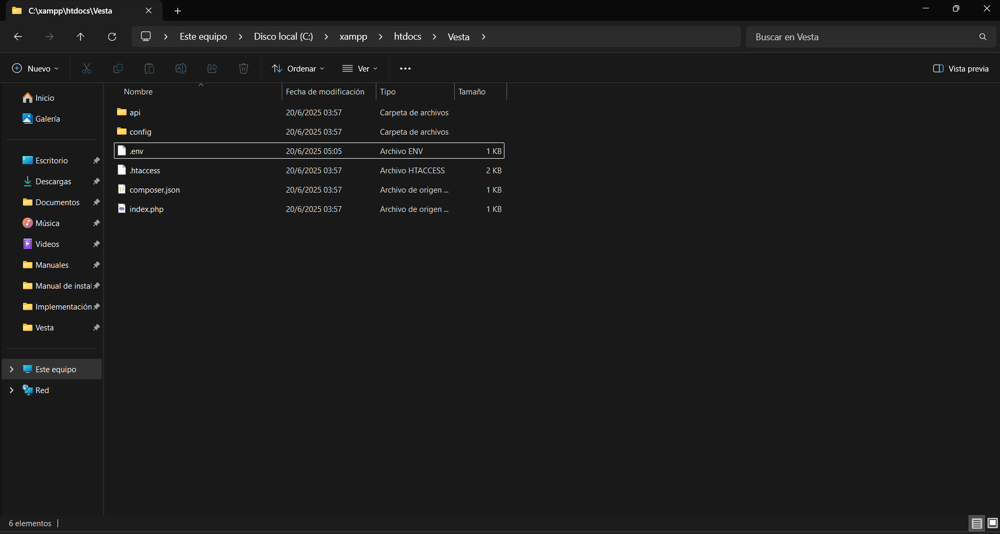 C:\xampp\htdocs\Vesta
Este equipo > Disco local (C:) > xampp > htdocs > Vesta >
Buscar en Vesta
Nuevo
Ordenar
Ver
Vista previa
Inicio
Galería
Escritorio
Descargas
Documentos
Música
Videos
Manuales
Manual de instal
Implementación
Vesta
Este equipo
Red
Nombre Fecha de modificación Tipo Tamaño
api 20/6/2025 03:57 Carpeta de archivos
config 20/6/2025 03:57 Carpeta de archivos
.env 20/6/2025 05:05 Archivo ENV 1 KB
.htaccess 20/6/2025 03:57 Archivo HTACCESS 2 KB
composer.json 20/6/2025 03:57 Archivo de origen ... 1 KB
index.php 20/6/2025 03:57 Archivo de origen ... 1 KB
6 elementos